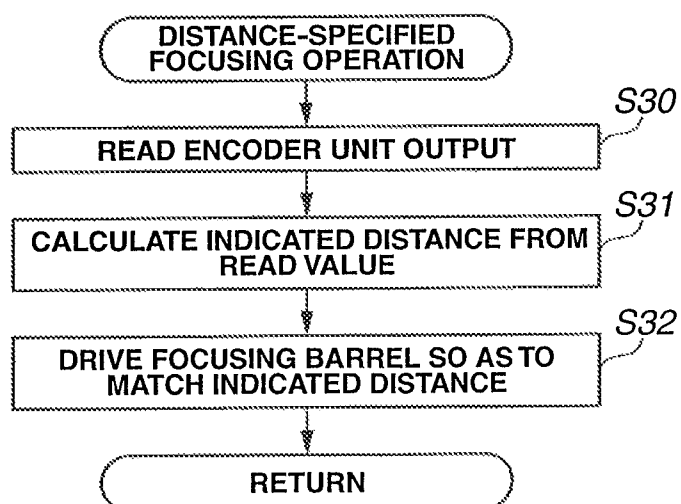 DISTANCE-SPECIFIED
FOCUSING OPERATION
S30
READ ENCODER UNIT OUTPUT
S31
CALCULATE INDICATED DISTANCE FROM
READ VALUE
S32
DRIVE FOCUSING BARREL SO AS TO
MATCH INDICATED DISTANCE
RETURN